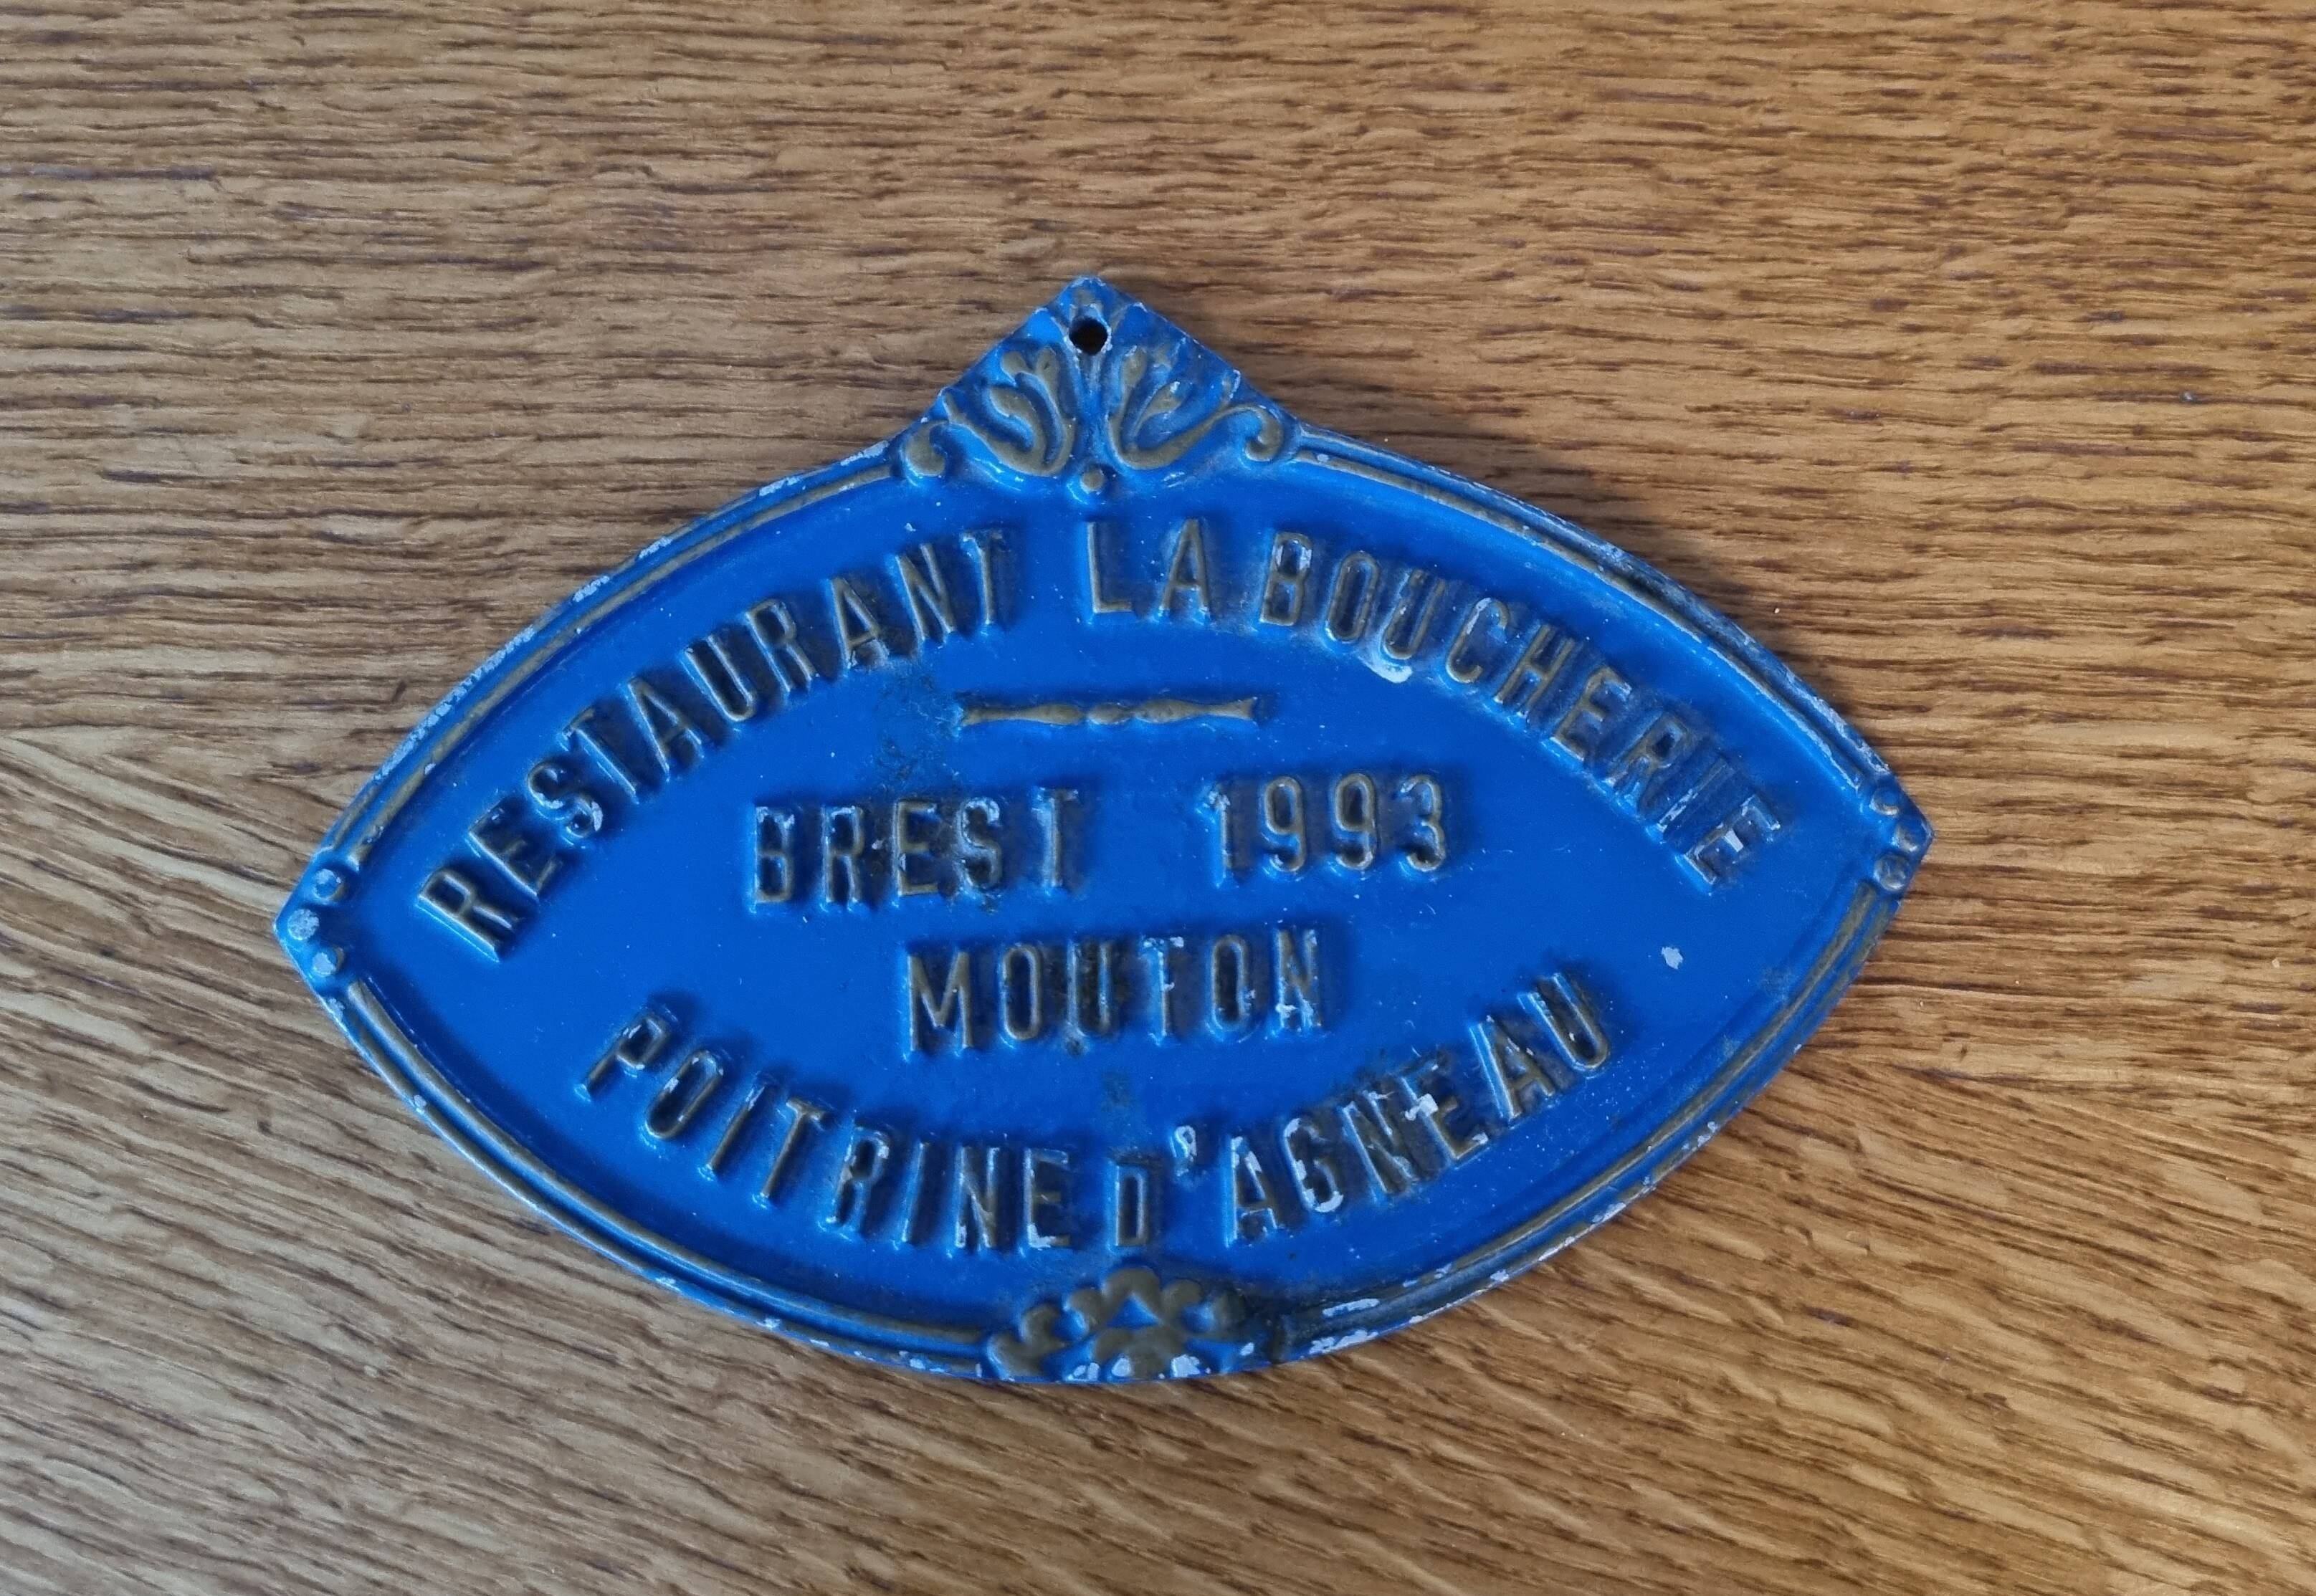 RESTAURANT LA BOUCHERIE
BREST 1993
MOUTON
POITRINE D'AGNEAU